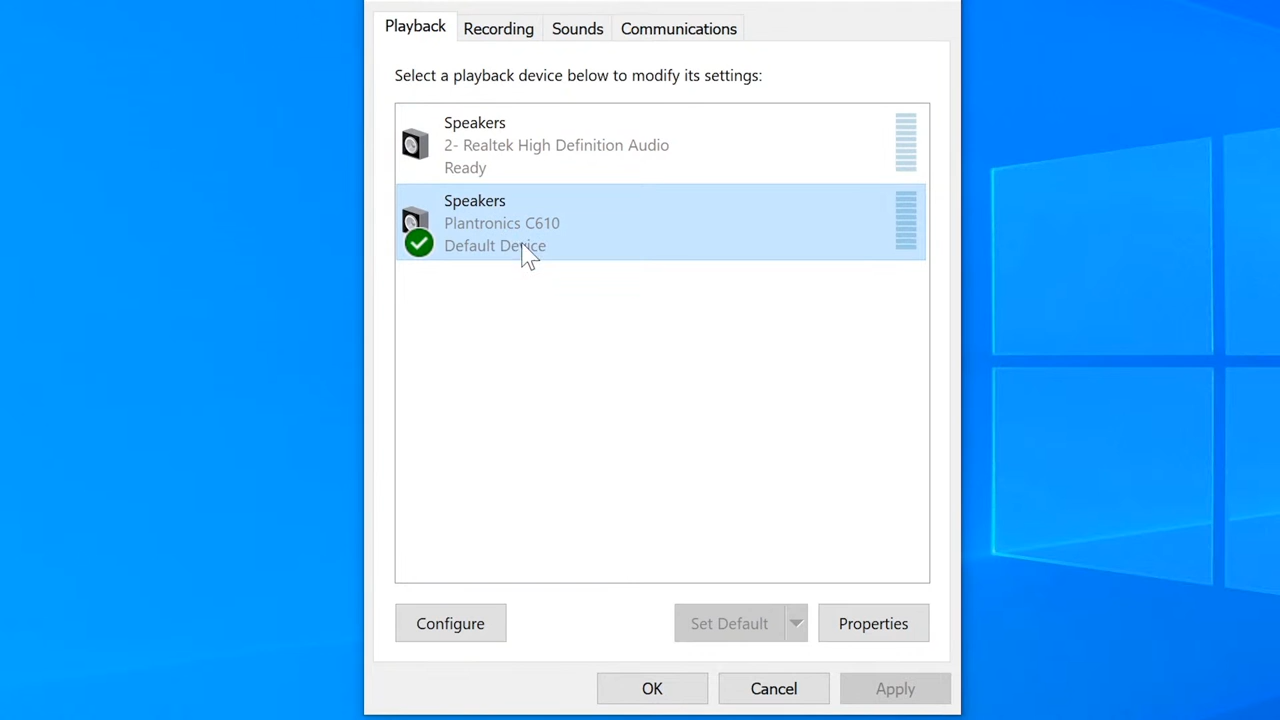 Playback
Recording
Sounds
Communications
Select a playback device below to modify its settings:
Speakers
2- Realtek High Definition Audio
Ready
Speakers
Plantronics C610
Default Device
Configure
Set Default
Properties
OK
Cancel
Apply